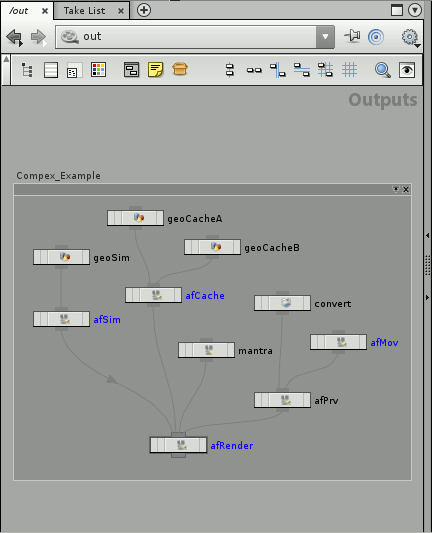 /out
Take List
out
Outputs
Compex_Example
geoCacheA
geoCacheB
geoSim
afCache
convert
afSim
afMov
mantra
afPrv
afRender